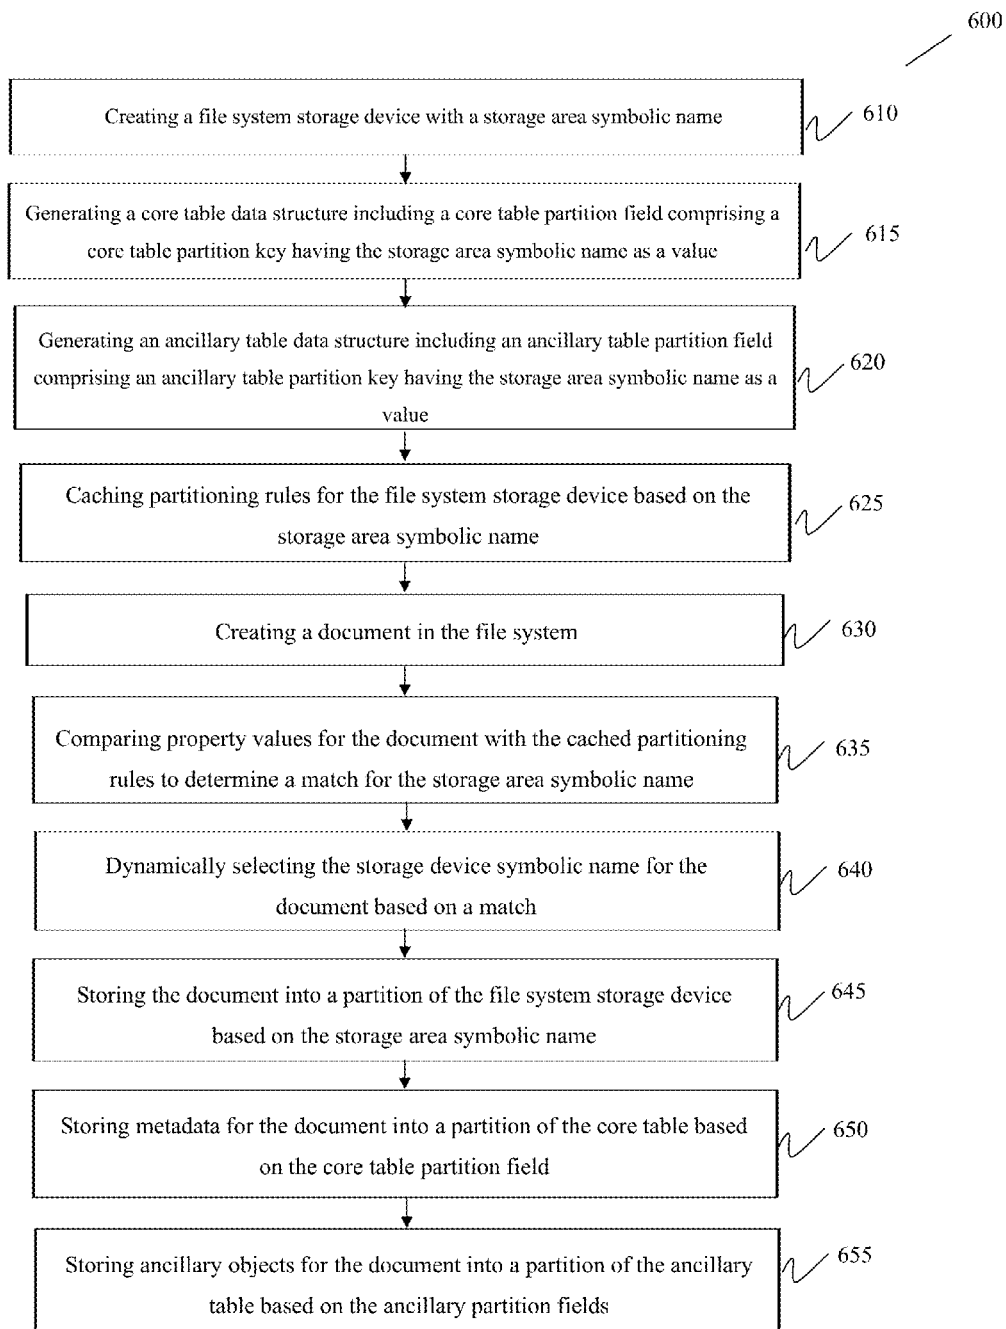 600
Creating a file system storage device with a storage area symbolic name
610
Generating a core table data structure including a core table partition field comprising a
core table partition key having the storage area symbolic name as a value
615
Generating an ancillary table data structure including an ancillary table partition field
comprising an ancillary table partition key having the storage area symbolic name as a
value
620
Caching partitioning rules for the file system storage device based on the
storage area symbolic name
625
Creating a document in the file system
630
Comparing property values for the document with the cached partitioning
rules to determine a match for the storage area symbolic name
635
Dynamically selecting the storage device symbolic name for the
document based on a match
640
Storing the document into a partition of the file system storage device
based on the storage area symbolic name
645
Storing metadata for the document into a partition of the core table based
on the core table partition field
650
Storing ancillary objects for the document into a partition of the ancillary
table based on the ancillary partition fields
655